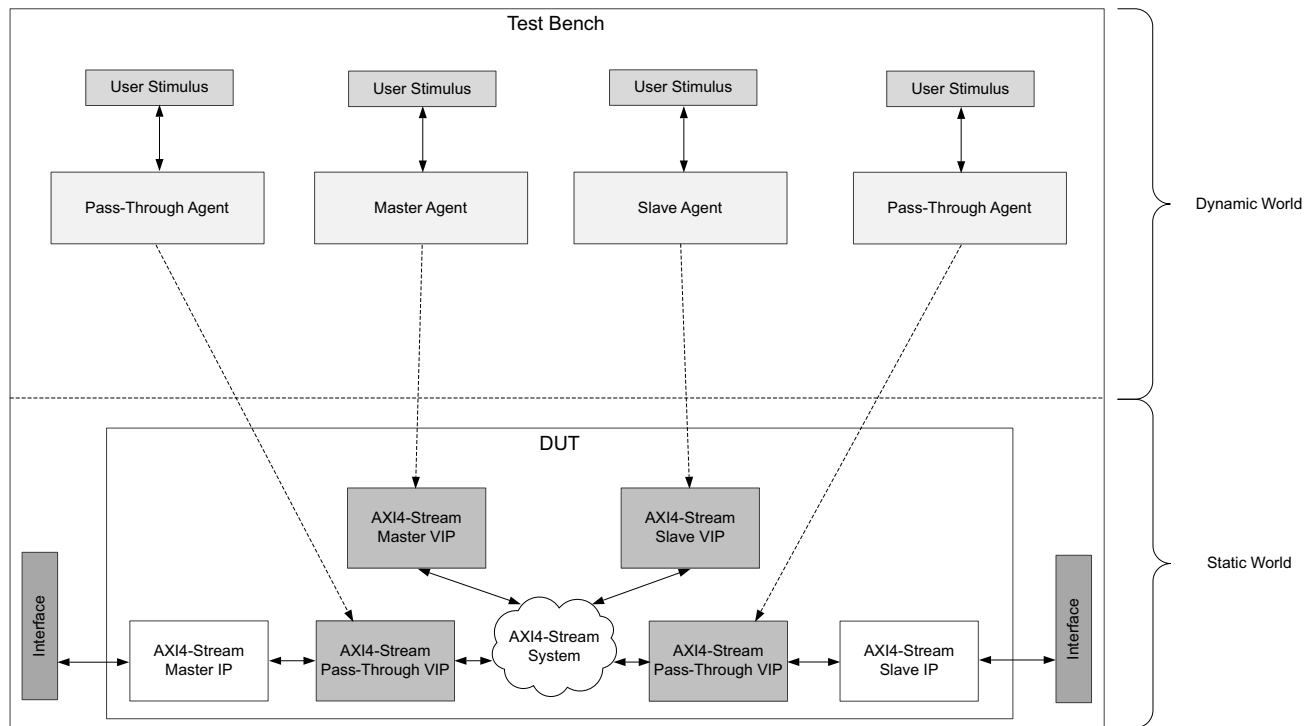 Test Bench
User Stimulus
User Stimulus
User Stimulus
User Stimulus
Pass-Through Agent
Master Agent
Slave Agent
Pass-Through Agent
Dynamic World
DUT
AXI4-Stream
Master VIP
AXI4-Stream
Slave VIP
Static World
Interface
AXI4-Stream
Master IP
AXI4-Stream
Pass-Through VIP
AXI4-Stream
System
AXI4-Stream
Pass-Through VIP
AXI4-Stream
Slave IP
Interface